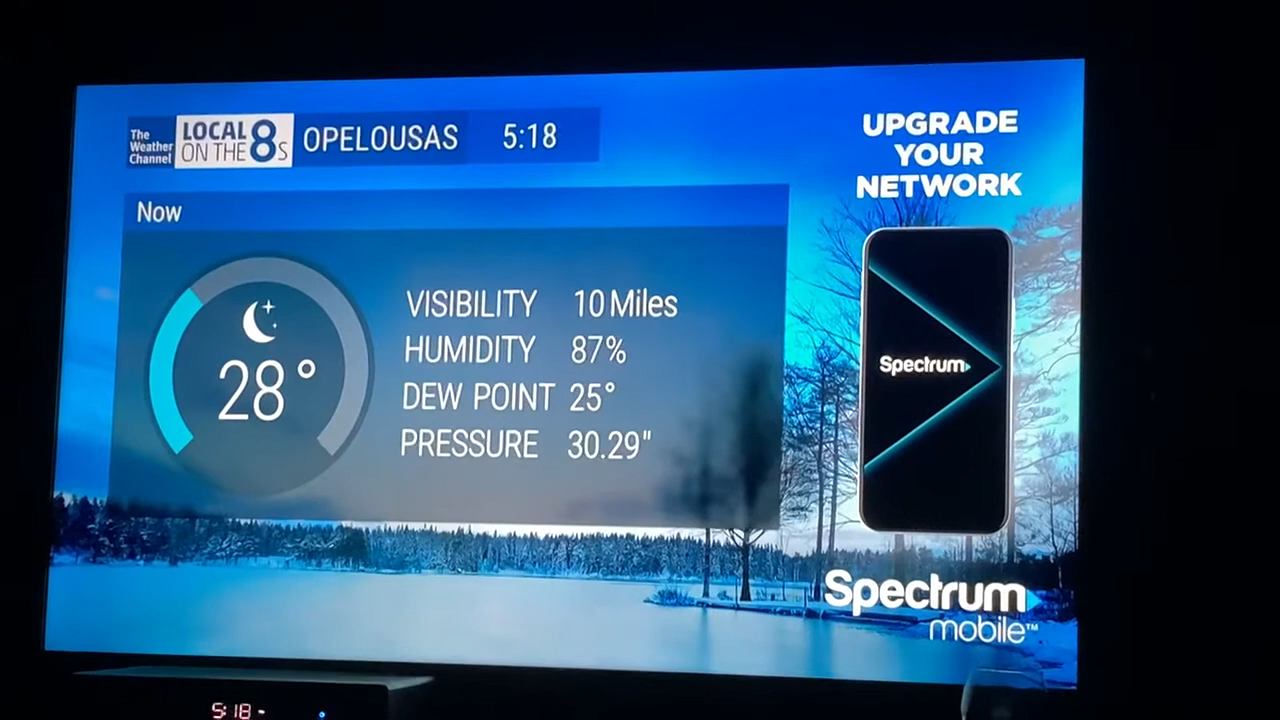 The Weather Channel
LOCAL ON THE 8s
OPELOUSAS 5:18
Now
28°
VISIBILITY 10 Miles
HUMIDITY 87%
DEW POINT 25°
PRESSURE 30.29"
UPGRADE
YOUR
NETWORK
Spectrum
Spectrum
mobile™
5:18